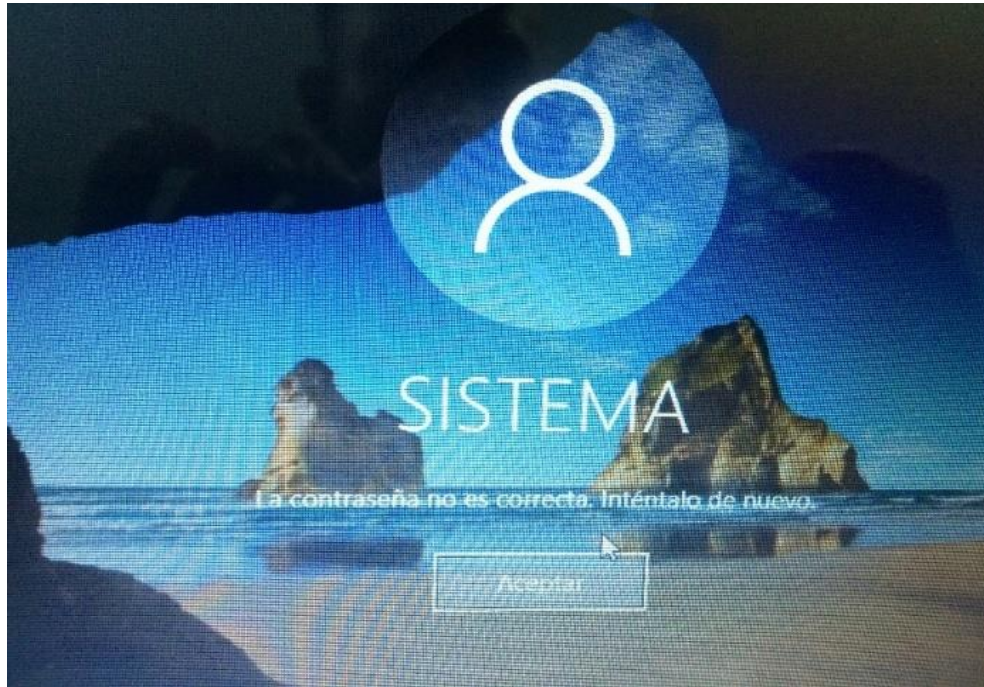 SISTEMA
La contraseña no es correcta. Inténtalo de nuevo.
Aceptar